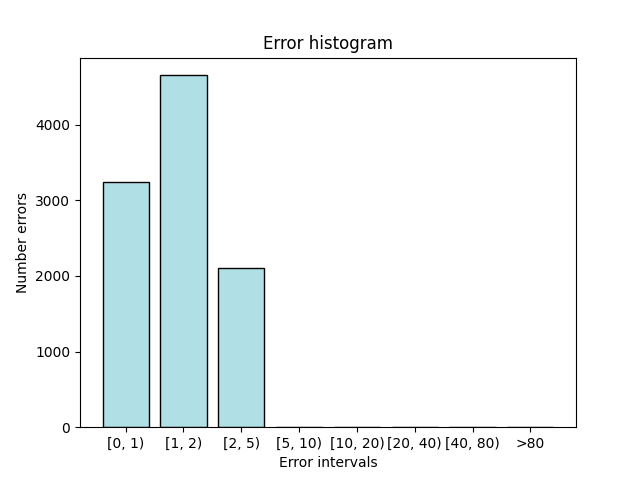 Error histogram
Number errors
4000
3000
2000
1000
0
[0, 1) [1, 2) [2, 5) [5, 10) [10, 20) [20, 40) [40, 80) >80
Error intervals